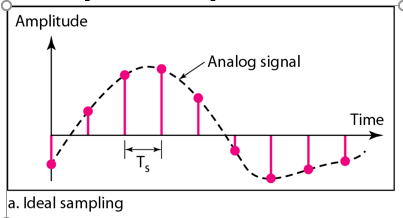 Amplitude
Analog signal
Time
Ts
a. Ideal sampling